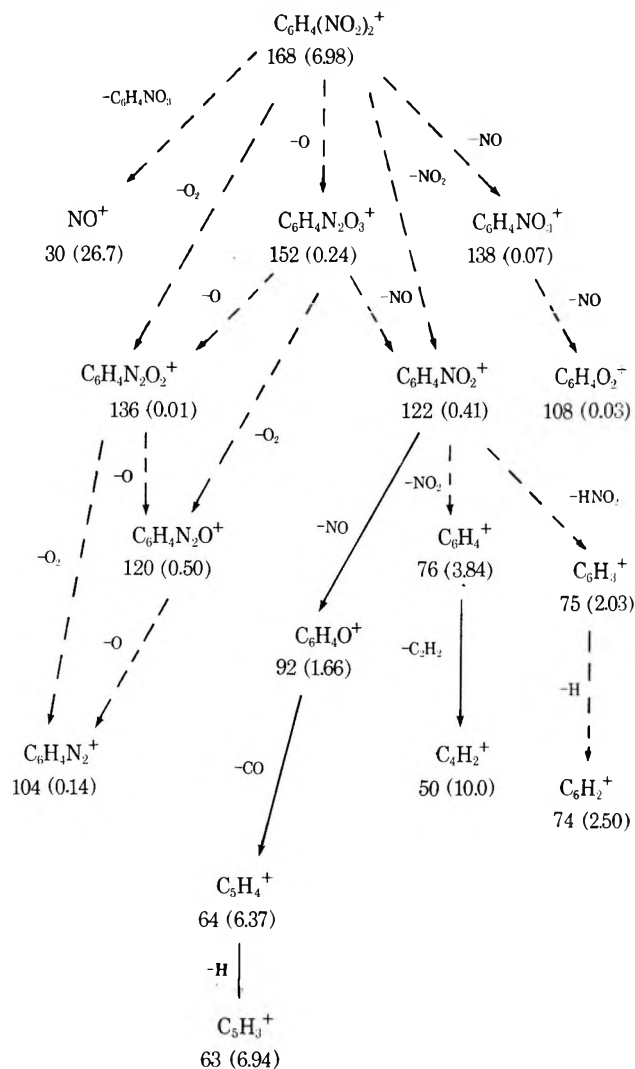 C₆H₄(NO₂)₂⁺
168 (6.98)
–C₆H₄NO₃
–O₂
–O
–NO₂
–NO
NO⁺
30 (26.7)
C₆H₄N₂O₃⁺
152 (0.24)
C₆H₄NO₃⁺
138 (0.07)
–O
–NO
–NO
C₆H₄N₂O₂⁺
136 (0.01)
C₆H₄NO₂⁺
122 (0.41)
C₆H₄O₂⁺
108 (0.03)
–O₂
–O
–NO
–NO₂
–HNO₂
C₆H₄N₂O⁺
120 (0.50)
C₆H₄⁺
76 (3.84)
C₆H₃⁺
75 (2.03)
–O₂
–O
C₆H₄O⁺
92 (1.66)
–C₂H₂
–H
C₆H₄N₂⁺
104 (0.14)
–CO
C₄H₂⁺
50 (10.0)
C₆H₂⁺
74 (2.50)
C₅H₄⁺
64 (6.37)
–H
C₅H₃⁺
63 (6.94)